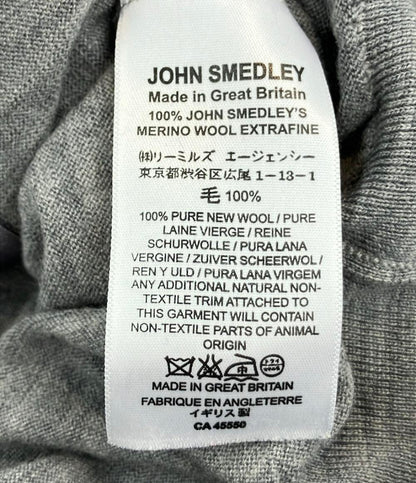 JOHN SMEDLEY
Made in Great Britain
100% JOHN SMEDLEY'S
MERINO WOOL EXTRAFINE
㈱リーミルズ エージェンシー
東京都渋谷区広尾1-13-1
毛 100%
100% PURE NEW WOOL / PURE
LAINE VIERGE / REINE
SCHURWOLLE / PURA LANA
VERGINE / ZUIVER SCHEERWOL /
REN Y ULD / PURA LANA VIRGEM
ANY ADDITIONAL NATURAL NON-
TEXTILE TRIM ATTACHED TO
THIS GARMENT WILL CONTAIN
NON-TEXTILE PARTS OF ANIMAL
ORIGIN
中 ドライ
MADE IN GREAT BRITAIN
FABRIQUE EN ANGLETERRE
イギリス製
CA 45550